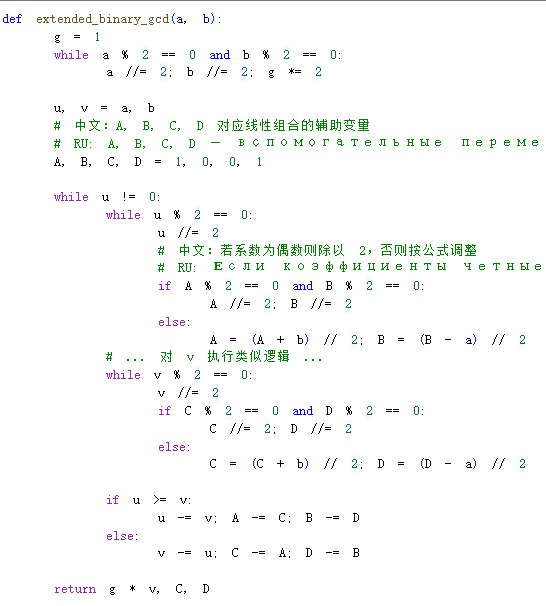 def extended_binary_gcd(a, b):
    g = 1
    while a % 2 == 0 and b % 2 == 0:
        a //= 2; b //= 2; g *= 2

    u, v = a, b
    # 中文: A, B, C, D 对应线性组合的辅助变量
    # RU: A, B, C, D — вспомогательные переме
    A, B, C, D = 1, 0, 0, 1

    while u != 0:
        while u % 2 == 0:
            u //= 2
            # 中文: 若系数为偶数则除以 2,否则按公式调整
            # RU: Если коэффициенты четные
            if A % 2 == 0 and B % 2 == 0:
                A //= 2; B //= 2
            else:
                A = (A + b) // 2; B = (B - a) // 2
        # ... 对 v 执行类似逻辑 ...
        while v % 2 == 0:
            v //= 2
            if C % 2 == 0 and D % 2 == 0:
                C //= 2; D //= 2
            else:
                C = (C + b) // 2; D = (D - a) // 2

        if u >= v:
            u -= v; A -= C; B -= D
        else:
            v -= u; C -= A; D -= B

    return g * v, C, D